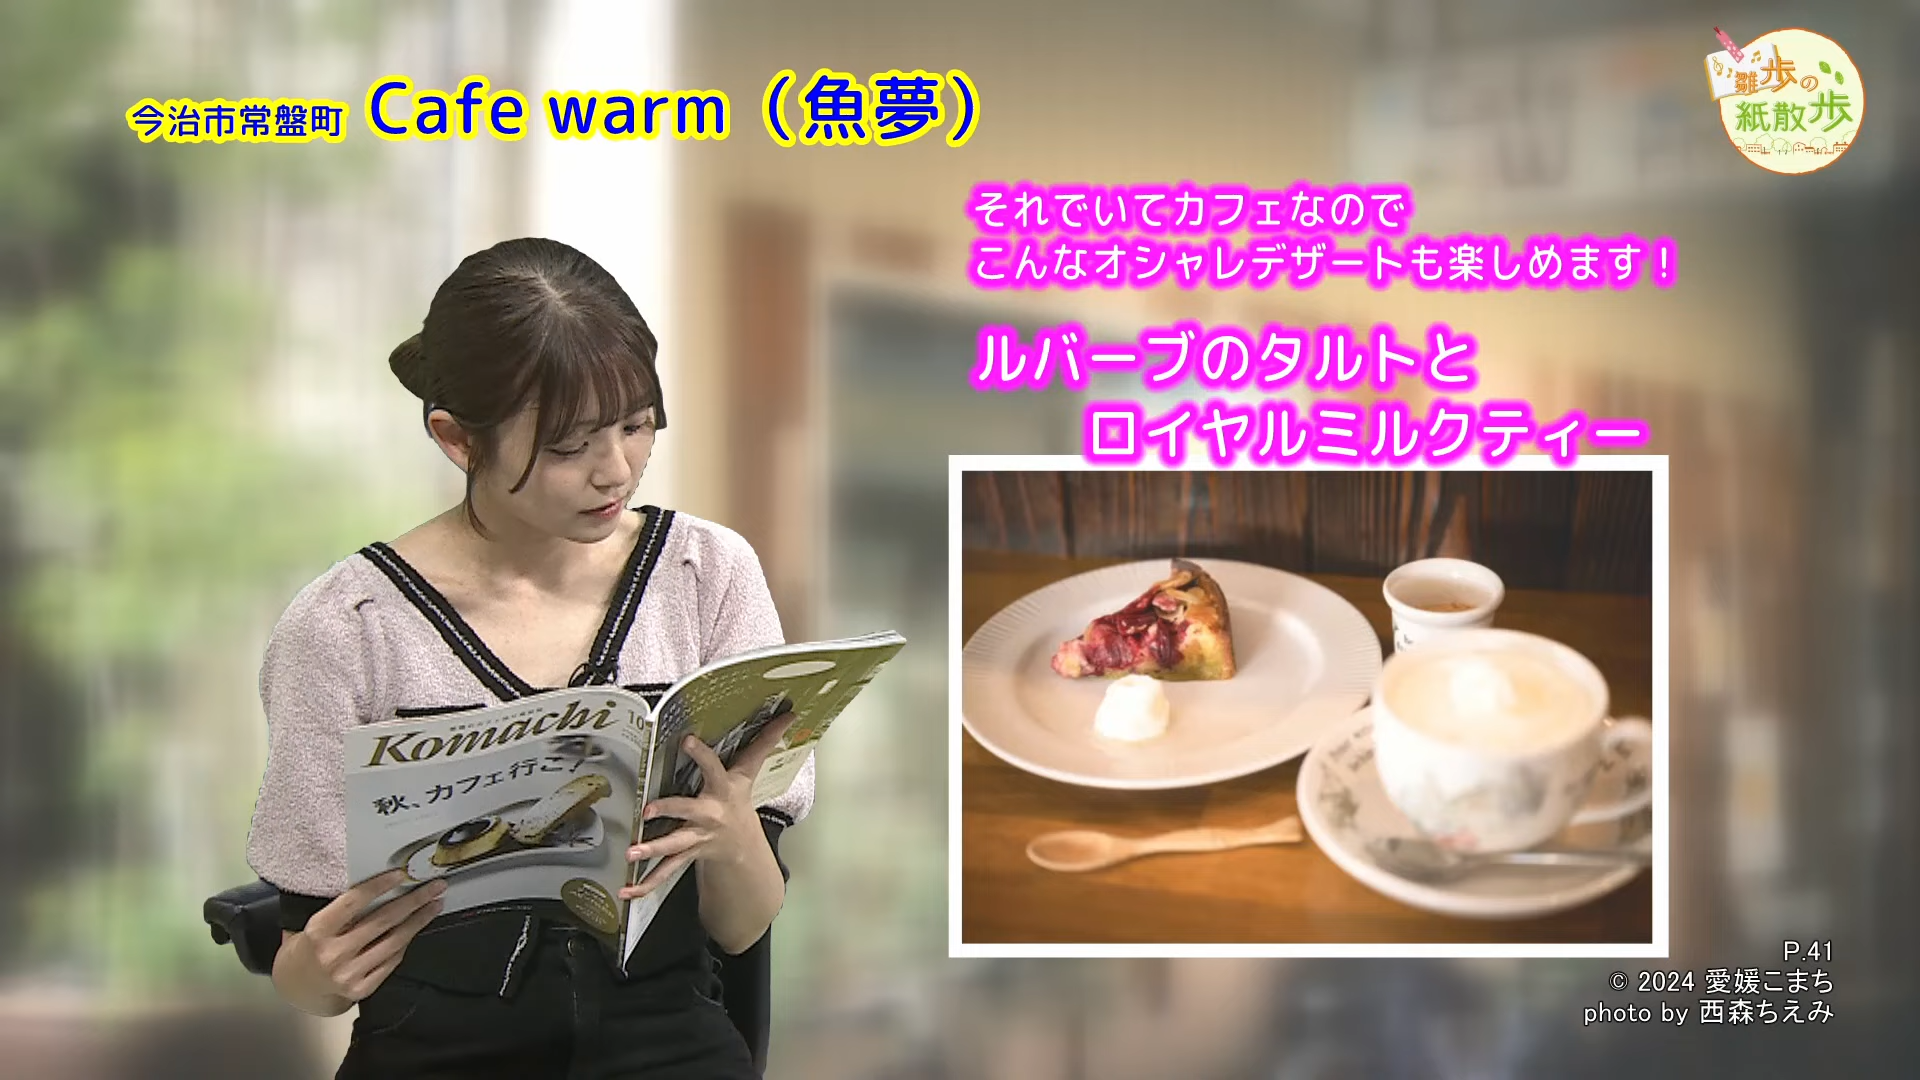 今治市常盤町 Cafe warm（魚夢）
雛歩の
紙散歩
それでいてカフェなので
こんなオシャレデザートも楽しめます！
ルバーブのタルトと
ロイヤルミルクティー
Komachi 10
秋、カフェ行こ♪
P.41
© 2024 愛媛こまち
photo by 西森ちえみ